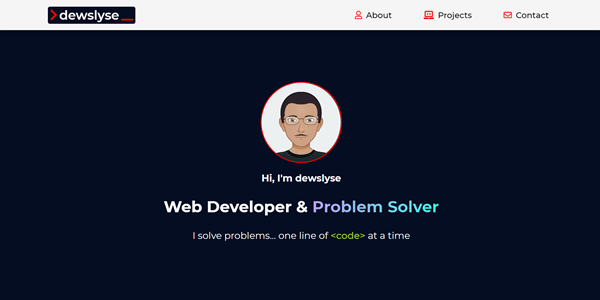 dewslyse
About
Projects
Contact
Hi, I'm dewslyse
Web Developer & Problem Solver
I solve problems... one line of <code> at a time